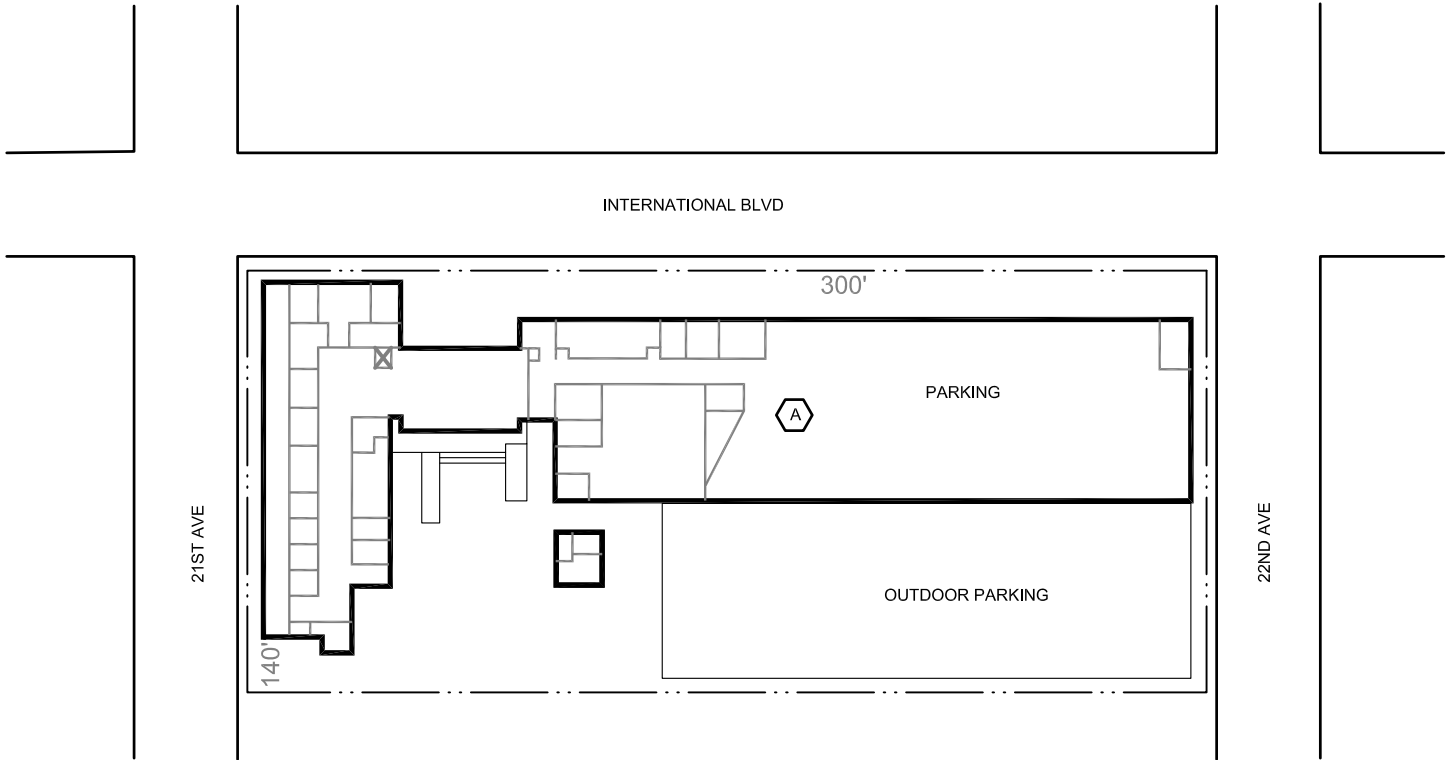 INTERNATIONAL BLVD
300'
PARKING
A
21ST AVE
22ND AVE
OUTDOOR PARKING
140'